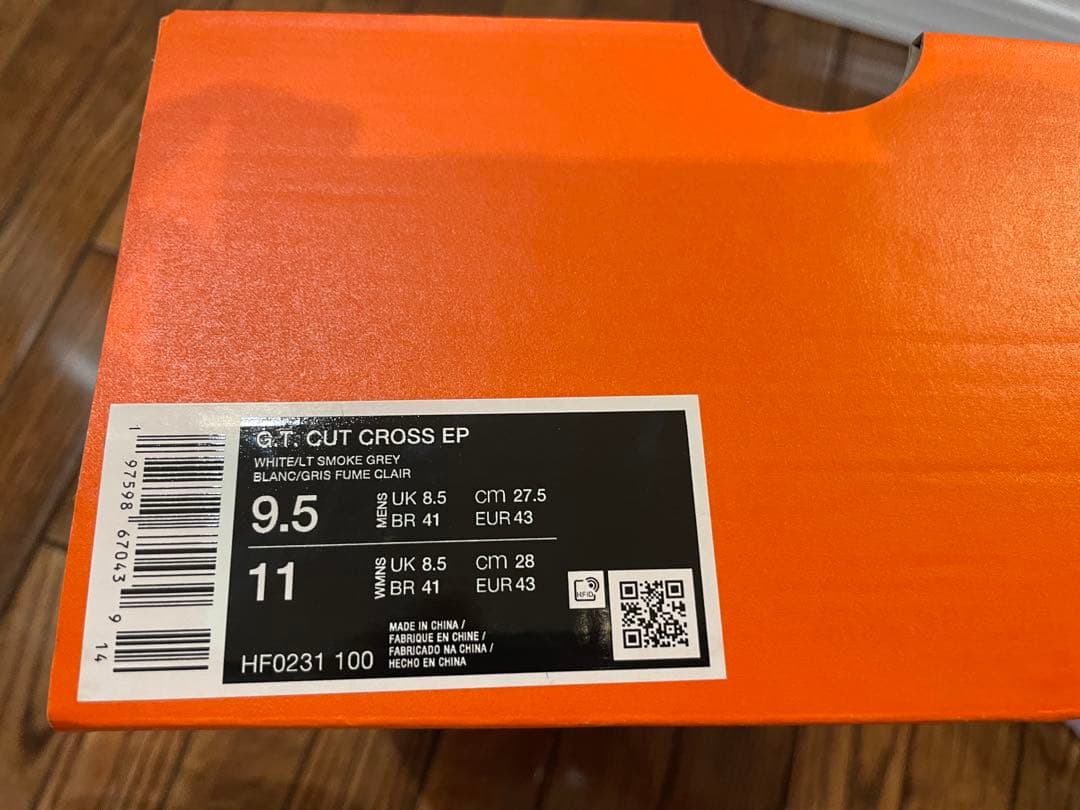 G.T. CUT CROSS EP
WHITE/LT SMOKE GREY
BLANC/GRIS FUME CLAIR
9.5 MENS UK 8.5 cm 27.5
BR 41 EUR 43
11 WMNS UK 8.5 cm 28
BR 41 EUR 43
MADE IN CHINA /
FABRIQUE EN CHINE /
FABRICADO NA CHINA /
HECHO EN CHINA
HF0231 100
RFID
1 97598 67043 9 14